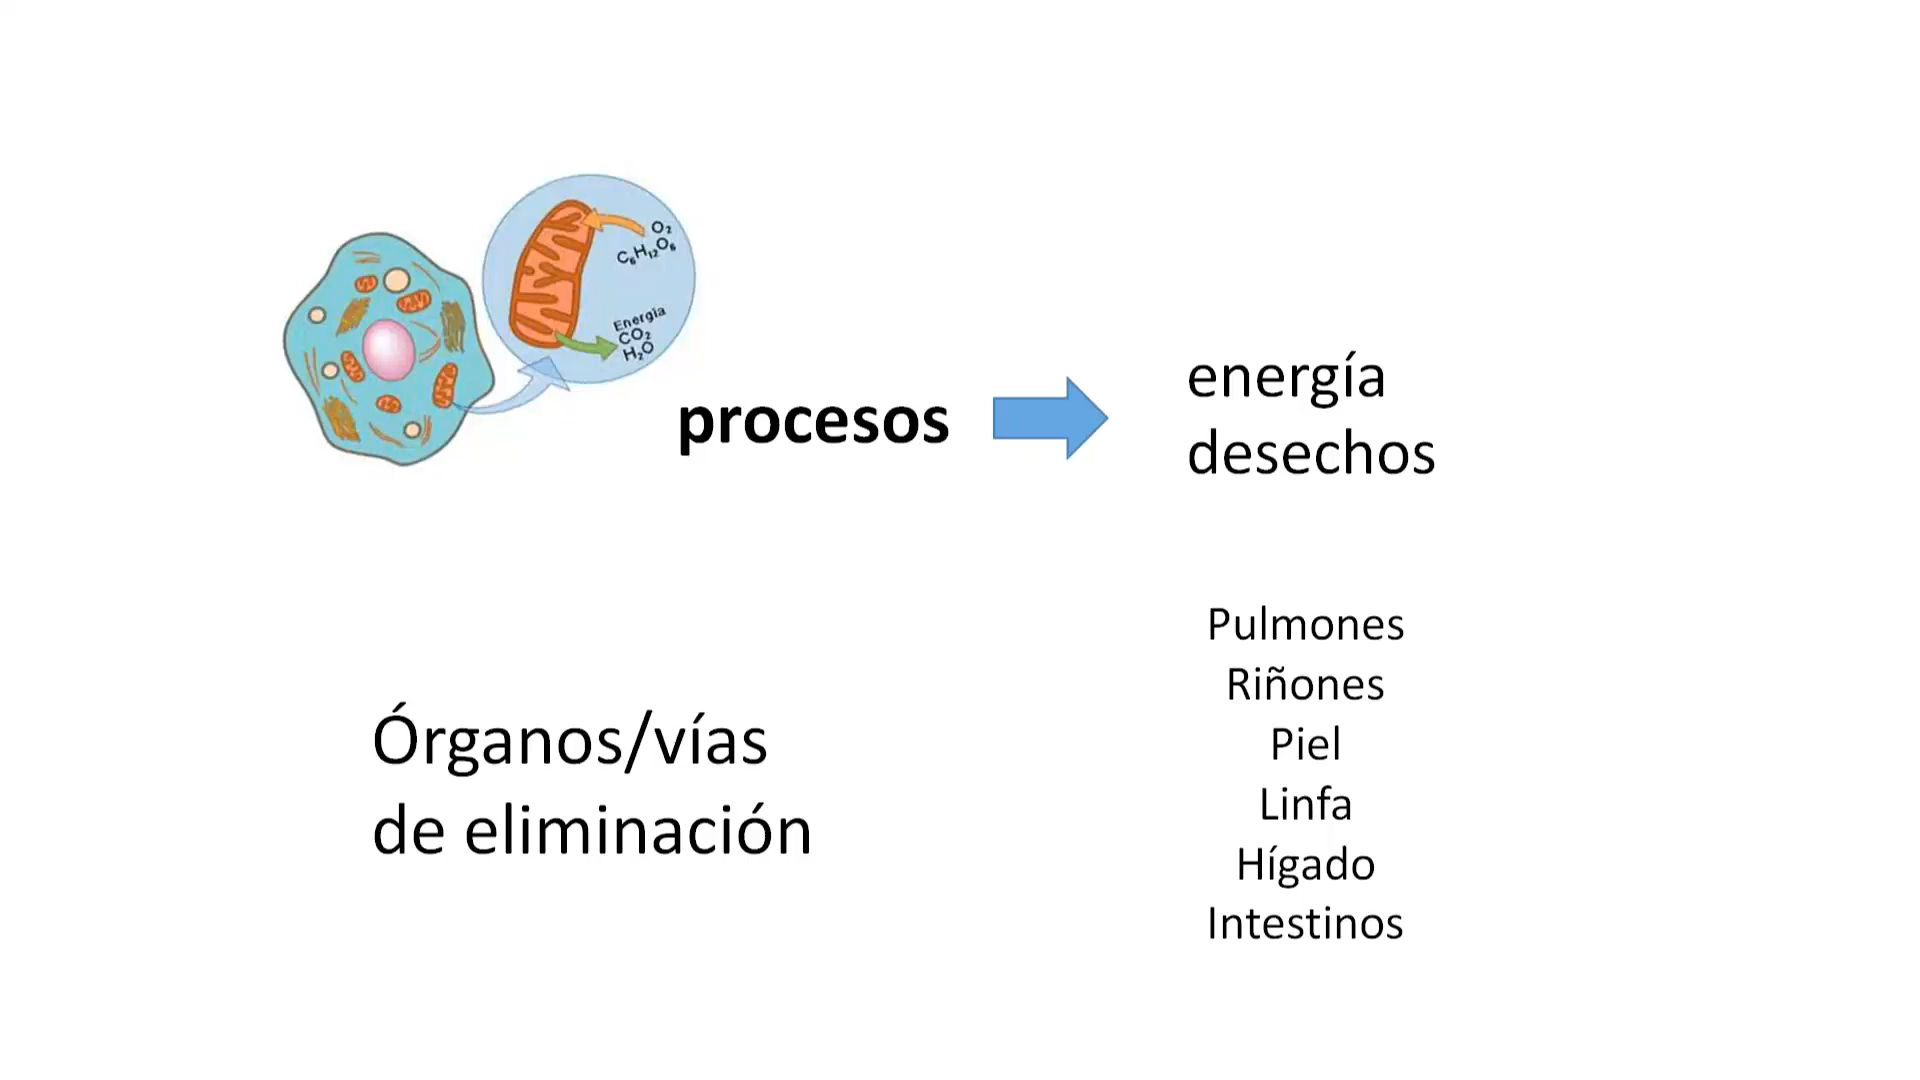 O₂
C₆H₁₂O₆
Energía
CO₂
H₂O
procesos
energía
desechos
Órganos/vías
de eliminación
Pulmones
Riñones
Piel
Linfa
Hígado
Intestinos